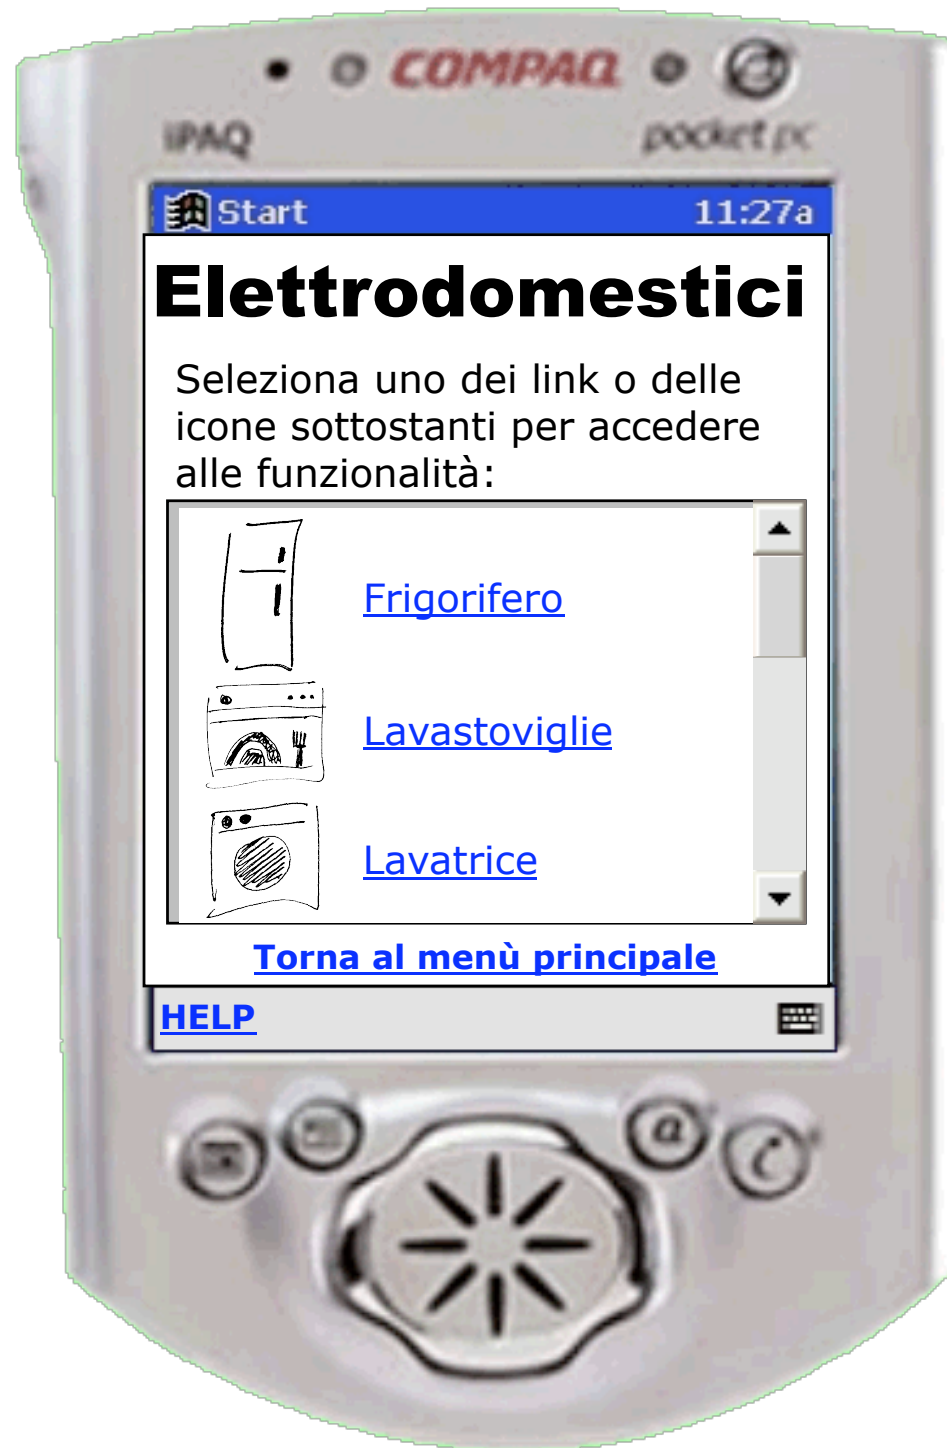 COMPAQ
iPAQ
pocket pc
Start
11:27a
Elettrodomestici
Seleziona uno dei link o delle
icone sottostanti per accedere
alle funzionalità:
Frigorifero
Lavastoviglie
Lavatrice
Torna al menù principale
HELP